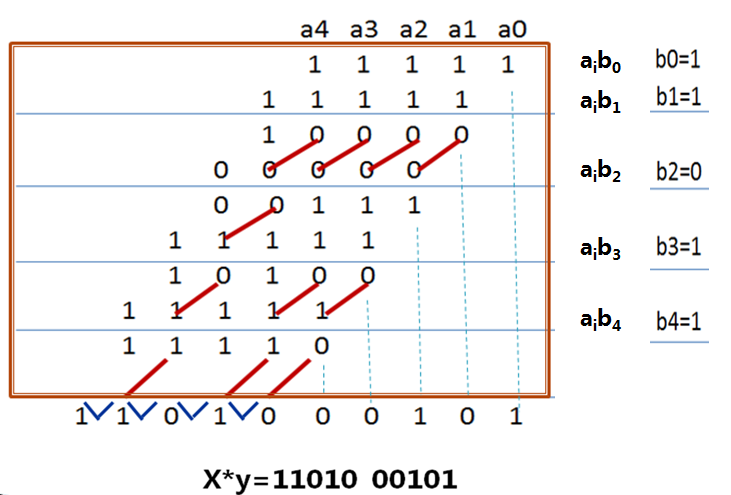 a4 a3 a2 a1 a0
1 1 1 1 1 aᵢb₀ b0=1
1 1 1 1 1 aᵢb₁ b1=1
1 0 0 0 0
0 0 0 0 0 aᵢb₂ b2=0
0 0 1 1 1
1 1 1 1 1 aᵢb₃ b3=1
1 0 1 0 0
1 1 1 1 1 aᵢb₄ b4=1
1 1 1 1 0
1 1 0 1 0 0 0 1 0 1
X*y=11010 00101